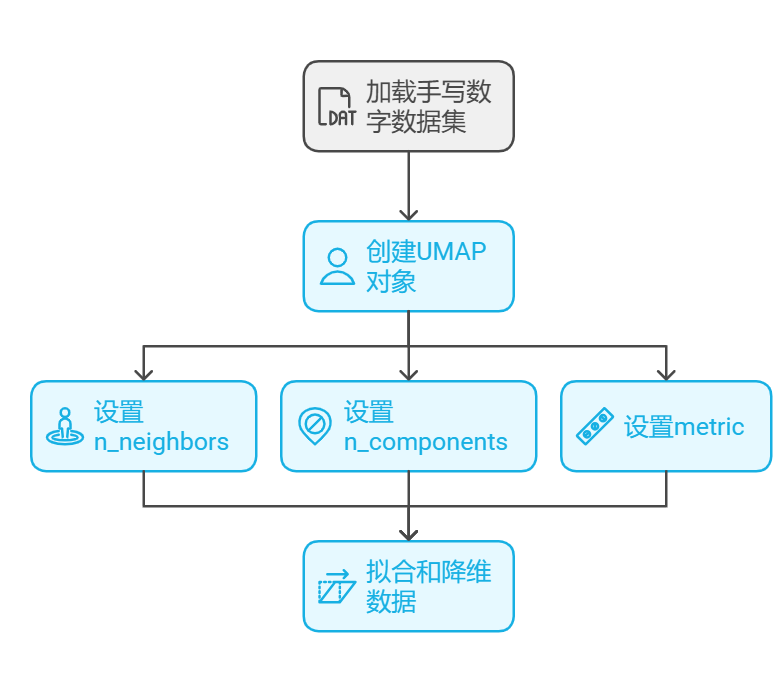 加载手写数
字数据集
DAT
创建UMAP
对象
设置
n_neighbors
设置
n_components
设置metric
拟合和降维
数据